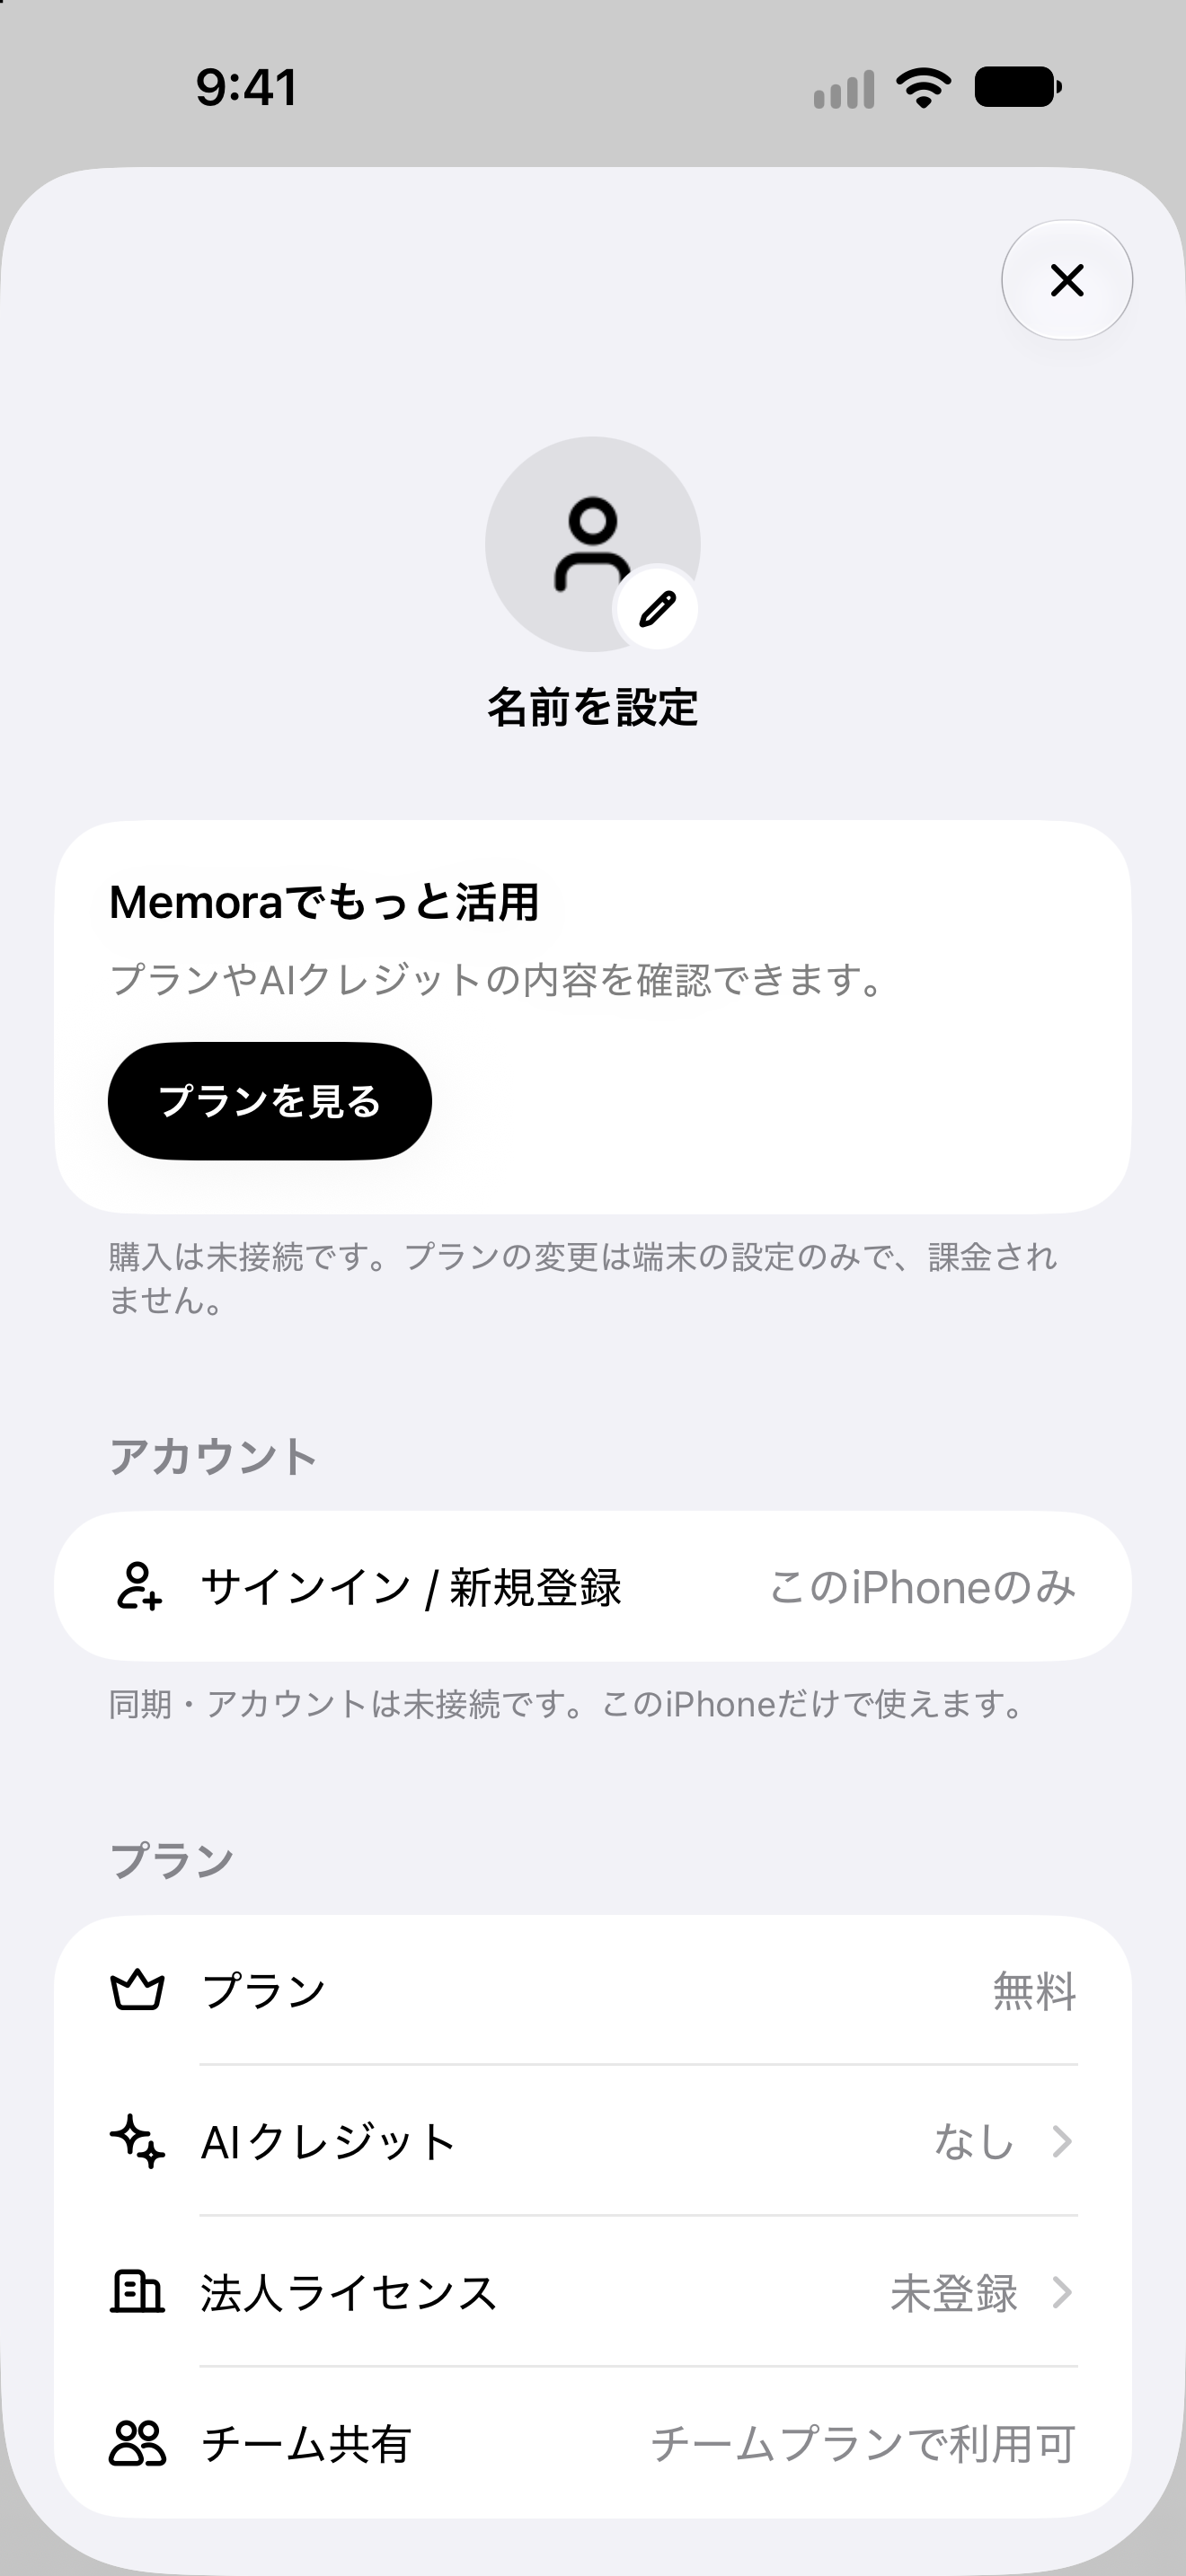 9:41
名前を設定
Memoraでもっと活用
プランやAIクレジットの内容を確認できます。
プランを見る
購入は未接続です。プランの変更は端末の設定のみで、課金され
ません。
アカウント
サインイン / 新規登録 このiPhoneのみ
同期・アカウントは未接続です。このiPhoneだけで使えます。
プラン
プラン 無料
AIクレジット なし
法人ライセンス 未登録
チーム共有 チームプランで利用可